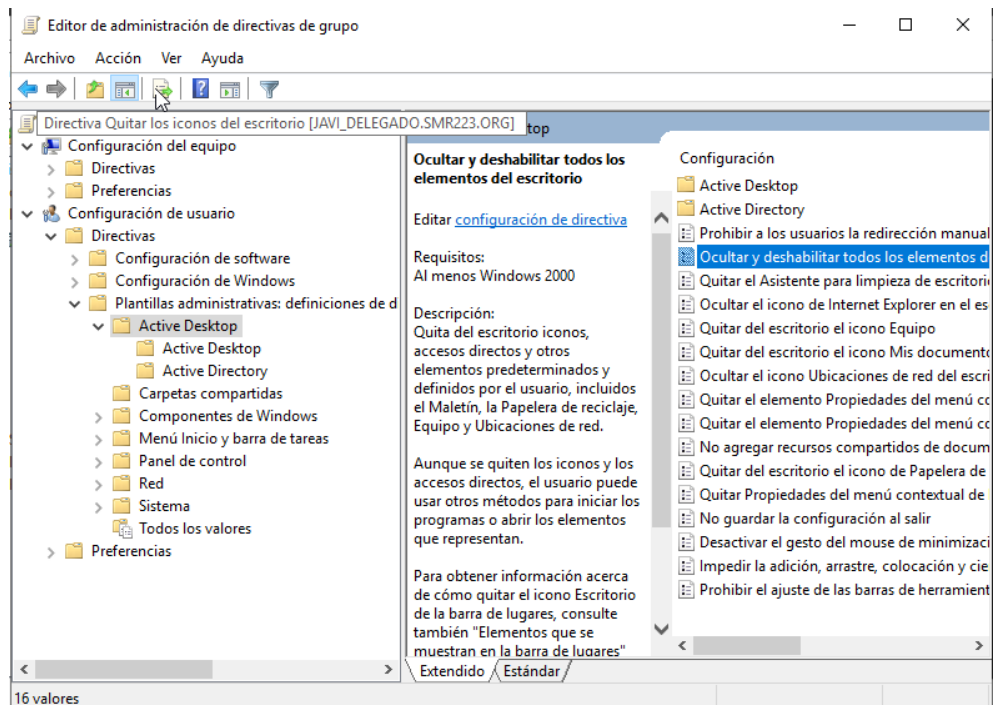 Editor de administración de directivas de grupo
Archivo Acción Ver Ayuda
Directiva Quitar los iconos del escritorio [JAVI_DELEGADO.SMR223.ORG]
top
Configuración del equipo
Directivas
Preferencias
Configuración de usuario
Directivas
Configuración de software
Configuración de Windows
Plantillas administrativas: definiciones de d
Active Desktop
Active Desktop
Active Directory
Carpetas compartidas
Componentes de Windows
Menú Inicio y barra de tareas
Panel de control
Red
Sistema
Todos los valores
Preferencias
Ocultar y deshabilitar todos los
elementos del escritorio
Editar configuración de directiva
Requisitos:
Al menos Windows 2000
Descripción:
Quita del escritorio iconos,
accesos directos y otros
elementos predeterminados y
definidos por el usuario, incluidos
el Maletín, la Papelera de reciclaje,
Equipo y Ubicaciones de red.
Aunque se quiten los iconos y los
accesos directos, el usuario puede
usar otros métodos para iniciar los
programas o abrir los elementos
que representan.
Para obtener información acerca
de cómo quitar el icono Escritorio
de la barra de lugares, consulte
también "Elementos que se
muestran en la barra de lugares"
Configuración
Active Desktop
Active Directory
Prohibir a los usuarios la redirección manual
Ocultar y deshabilitar todos los elementos d
Quitar el Asistente para limpieza de escritori
Ocultar el icono de Internet Explorer en el es
Quitar del escritorio el icono Equipo
Quitar del escritorio el icono Mis documento
Ocultar el icono Ubicaciones de red del escri
Quitar el elemento Propiedades del menú co
Quitar el elemento Propiedades del menú co
No agregar recursos compartidos de docum
Quitar del escritorio el icono de Papelera de
Quitar Propiedades del menú contextual de
No guardar la configuración al salir
Desactivar el gesto del mouse de minimizaci
Impedir la adición, arrastre, colocación y cie
Prohibir el ajuste de las barras de herramient
Extendido Estándar
16 valores